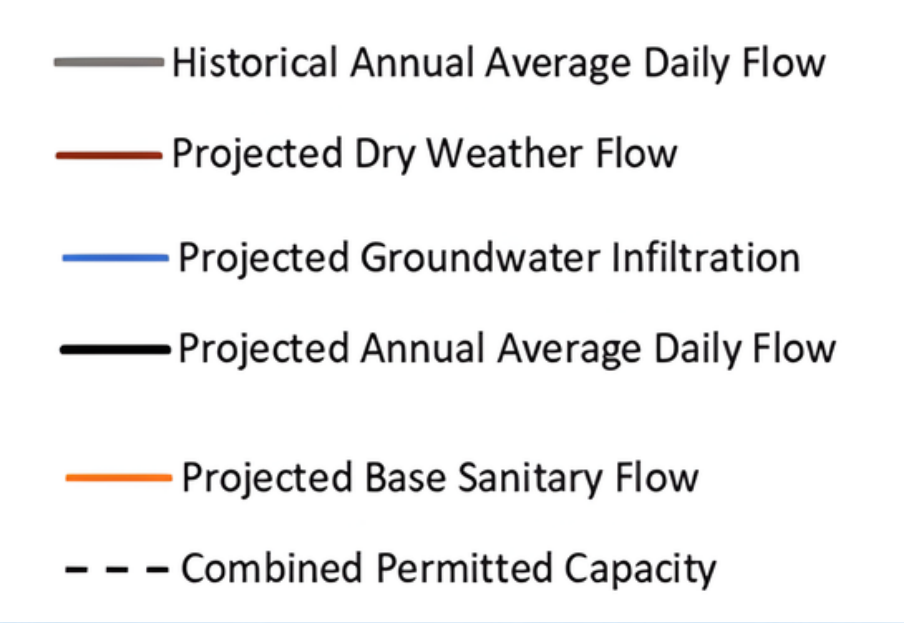 Historical Annual Average Daily Flow
Projected Dry Weather Flow
Projected Groundwater Infiltration
Projected Annual Average Daily Flow
Projected Base Sanitary Flow
Combined Permitted Capacity